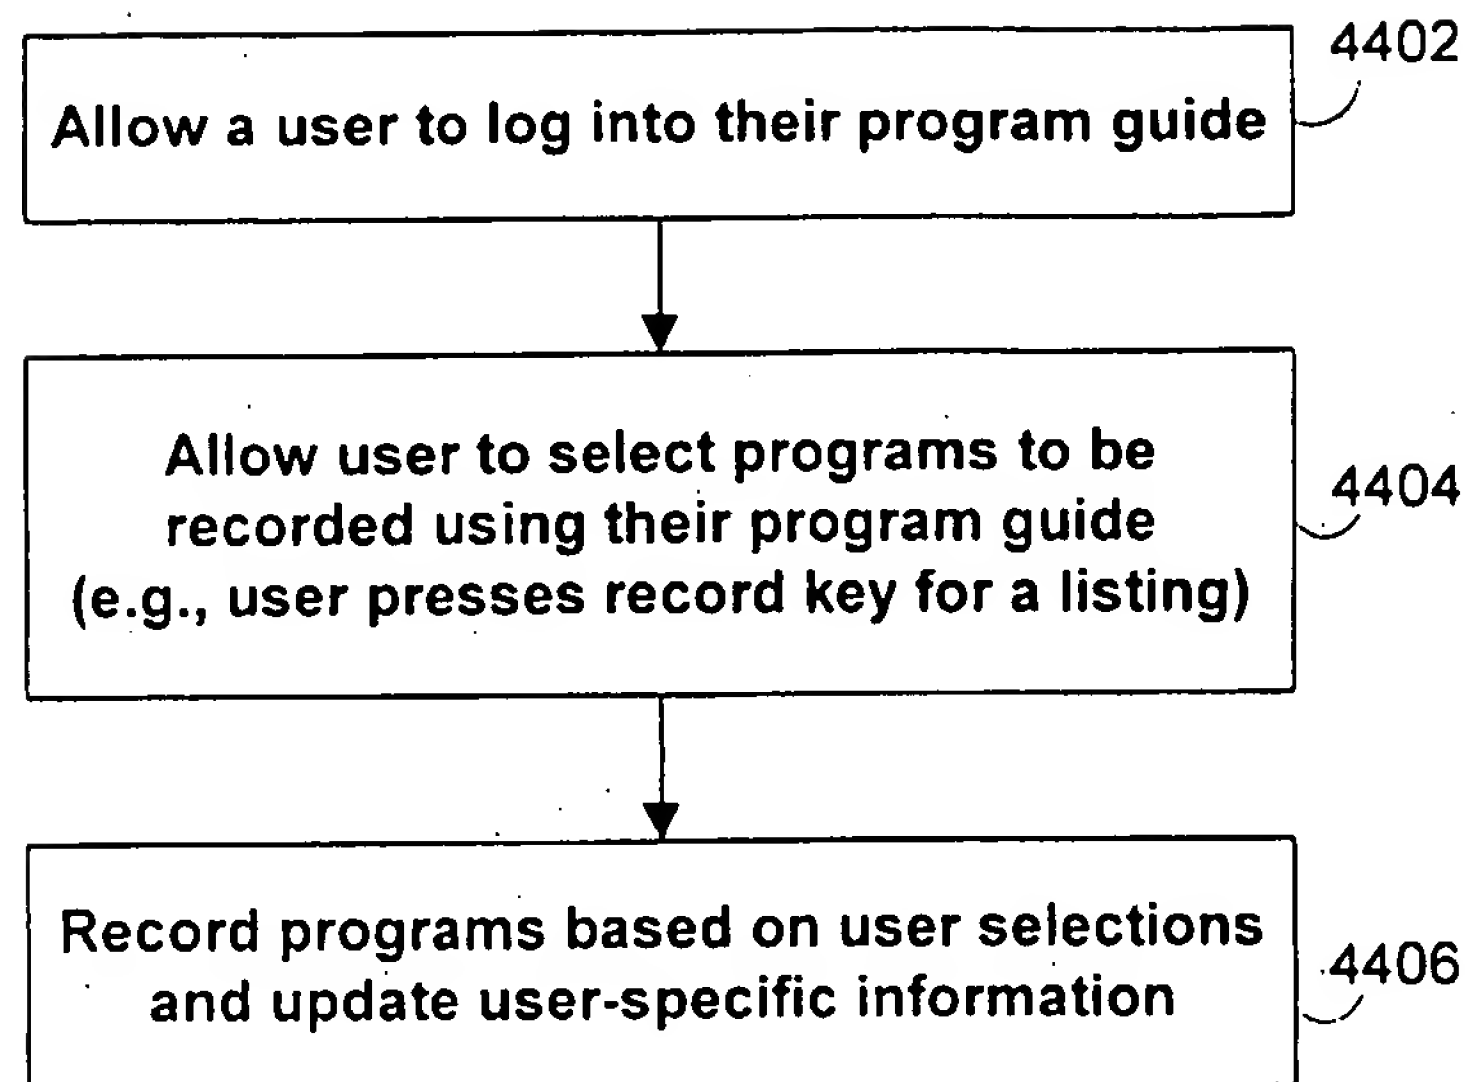 4402
Allow a user to log into their program guide
Allow user to select programs to be
recorded using their program guide
(e.g., user presses record key for a listing)
4404
Record programs based on user selections
and update user-specific information
4406